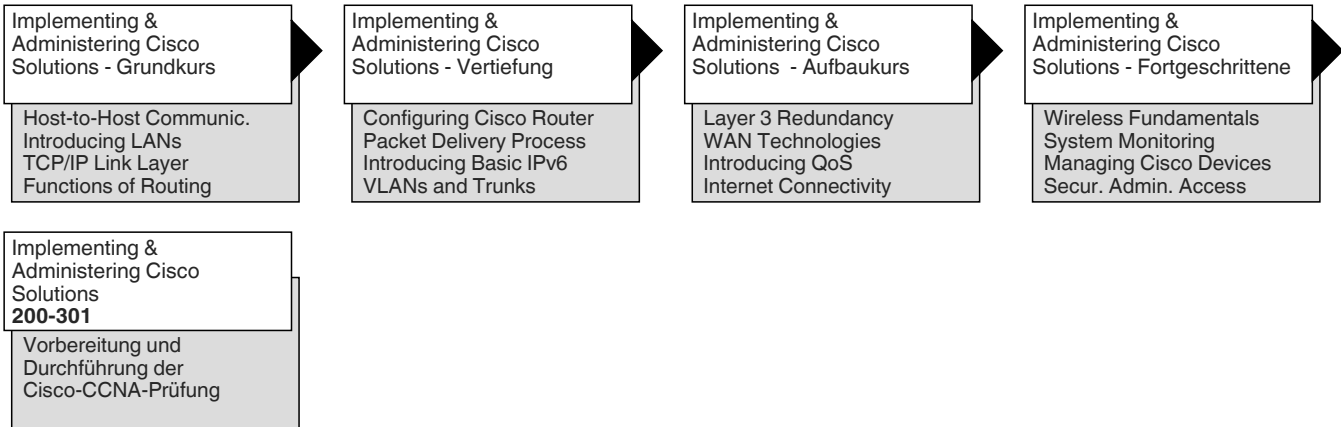 Implementing &
Administering Cisco
Solutions - Grundkurs
Host-to-Host Communic.
Introducing LANs
TCP/IP Link Layer
Functions of Routing
Implementing &
Administering Cisco
Solutions - Vertiefung
Configuring Cisco Router
Packet Delivery Process
Introducing Basic IPv6
VLANs and Trunks
Implementing &
Administering Cisco
Solutions - Aufbaukurs
Layer 3 Redundancy
WAN Technologies
Introducing QoS
Internet Connectivity
Implementing &
Administering Cisco
Solutions - Fortgeschrittene
Wireless Fundamentals
System Monitoring
Managing Cisco Devices
Secur. Admin. Access
Implementing &
Administering Cisco
Solutions
200-301
Vorbereitung und
Durchführung der
Cisco-CCNA-Prüfung